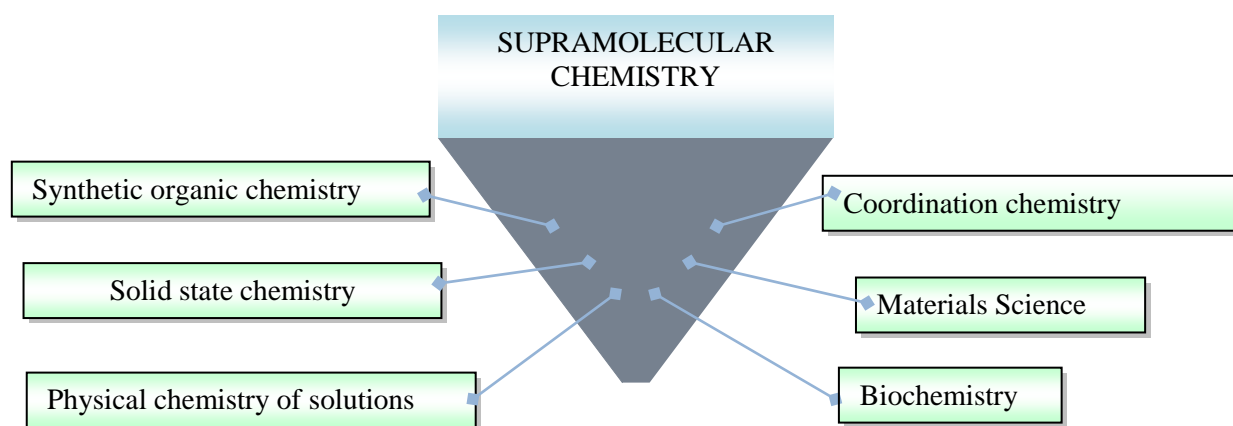 SUPRAMOLECULAR
CHEMISTRY
Synthetic organic chemistry
Coordination chemistry
Solid state chemistry
Materials Science
Physical chemistry of solutions
Biochemistry